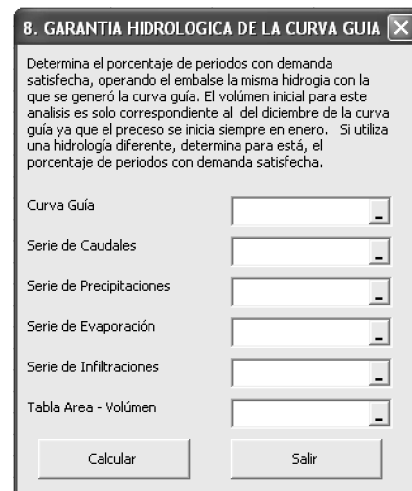 8. GARANTIA HIDROLOGICA DE LA CURVA GUIA
Determina el porcentaje de periodos con demanda
satisfecha, operando el embalse la misma hidrogia con la
que se generó la curva guía. El volúmen inicial para este
analisis es solo correspondiente al del diciembre de la curva
guía ya que el preceso se inicia siempre en enero. Si utiliza
una hidrología diferente, determina para está, el
porcentaje de periodos con demanda satisfecha.
Curva Guía
Serie de Caudales
Serie de Precipitaciones
Serie de Evaporación
Serie de Infiltraciones
Tabla Area - Volúmen
Calcular Salir